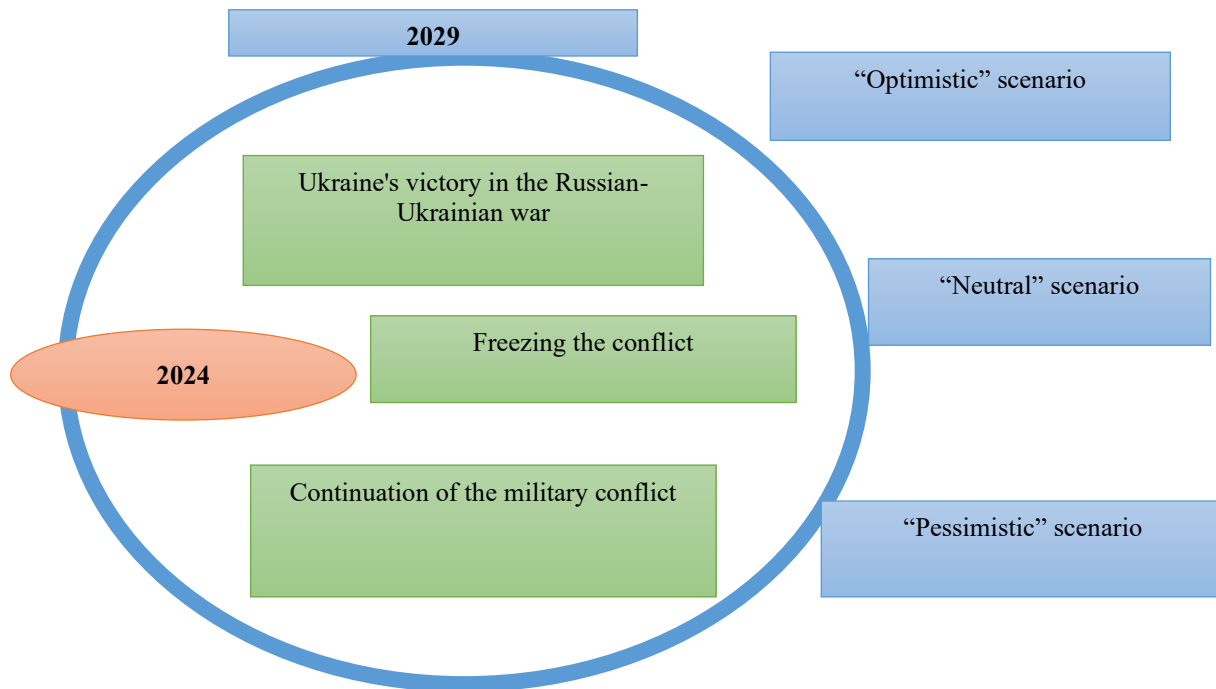 2029
“Optimistic” scenario
Ukraine's victory in the Russian-
Ukrainian war
“Neutral” scenario
Freezing the conflict
2024
Continuation of the military conflict
“Pessimistic” scenario